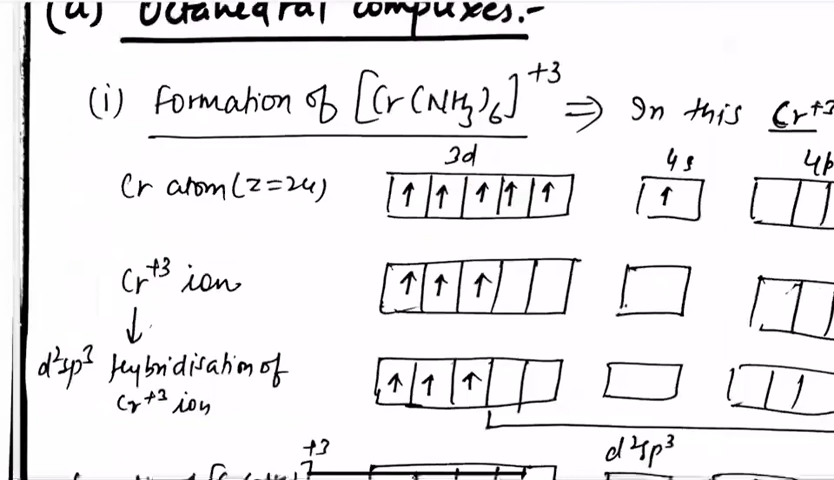 (a) Octahedral complexes:-
(i) Formation of [Cr(NH3)6]+3 ⇒ In this Cr+3
3d 4s 4p
Cr atom (Z=24) ↑ ↑ ↑ ↑ ↑ ↑
Cr+3 ion ↑ ↑ ↑
↓
d²sp³ Hybridisation of ↑ ↑ ↑
Cr+3 ion
+3 d²sp³